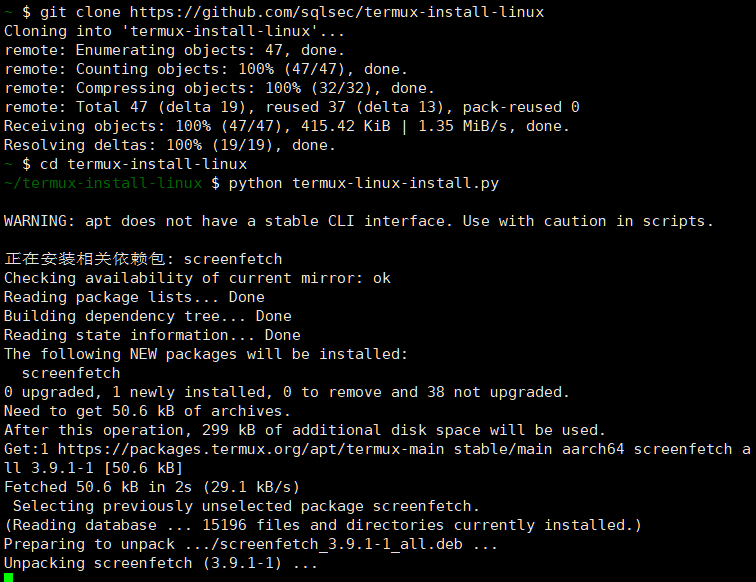 ~ $ git clone https://github.com/sqlsec/termux-install-linux
Cloning into 'termux-install-linux'...
remote: Enumerating objects: 47, done.
remote: Counting objects: 100% (47/47), done.
remote: Compressing objects: 100% (32/32), done.
remote: Total 47 (delta 19), reused 37 (delta 13), pack-reused 0
Receiving objects: 100% (47/47), 415.42 KiB | 1.35 MiB/s, done.
Resolving deltas: 100% (19/19), done.
~ $ cd termux-install-linux
~/termux-install-linux $ python termux-linux-install.py
WARNING: apt does not have a stable CLI interface. Use with caution in scripts.
正在安装相关依赖包: screenfetch
Checking availability of current mirror: ok
Reading package lists... Done
Building dependency tree... Done
Reading state information... Done
The following NEW packages will be installed:
  screenfetch
0 upgraded, 1 newly installed, 0 to remove and 38 not upgraded.
Need to get 50.6 kB of archives.
After this operation, 299 kB of additional disk space will be used.
Get:1 https://packages.termux.org/apt/termux-main stable/main aarch64 screenfetch a
ll 3.9.1-1 [50.6 kB]
Fetched 50.6 kB in 2s (29.1 kB/s)
 Selecting previously unselected package screenfetch.
(Reading database ... 15196 files and directories currently installed.)
Preparing to unpack .../screenfetch_3.9.1-1_all.deb ...
Unpacking screenfetch (3.9.1-1) ...